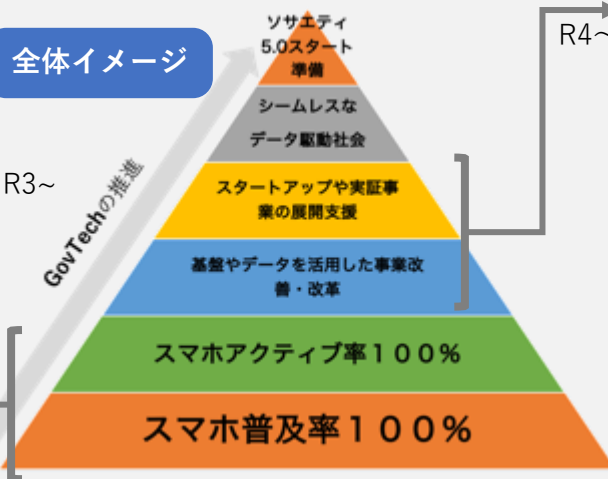 全体イメージ
ソサエティ
5.0スタート
準備
シームレスな
データ駆動社会
スタートアップや実証事
業の展開支援
基盤やデータを活用した事業改
善・改革
スマホアクティブ率100%
スマホ普及率100%
GovTechの推進
R3~
R4~